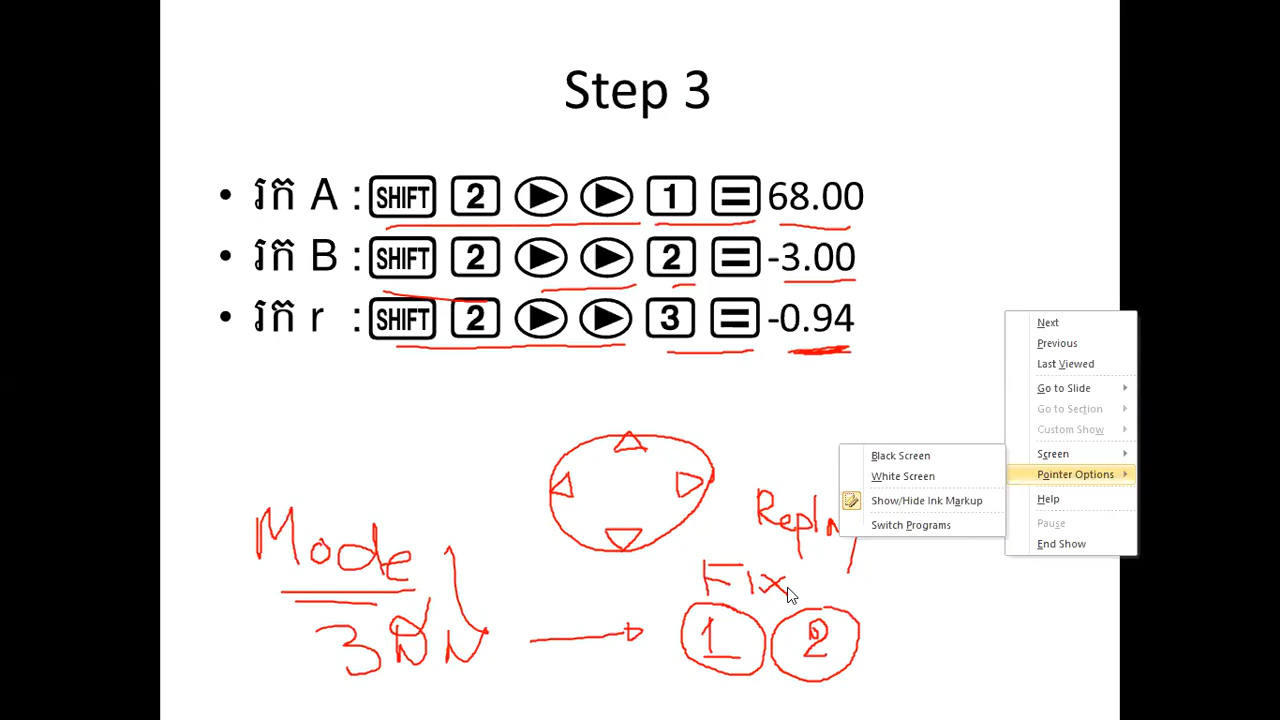 Step 3
• រក A : SHIFT 2 ▶ ▶ 1 = 68.00
• រក B : SHIFT 2 ▶ ▶ 2 = -3.00
• រក r : SHIFT 2 ▶ ▶ 3 = -0.94
Mode
3
Fix
1 2
Next
Previous
Last Viewed
Go to Slide
Go to Section
Custom Show
Screen
Pointer Options
Help
Pause
End Show
Black Screen
White Screen
Show/Hide Ink Markup
Switch Programs